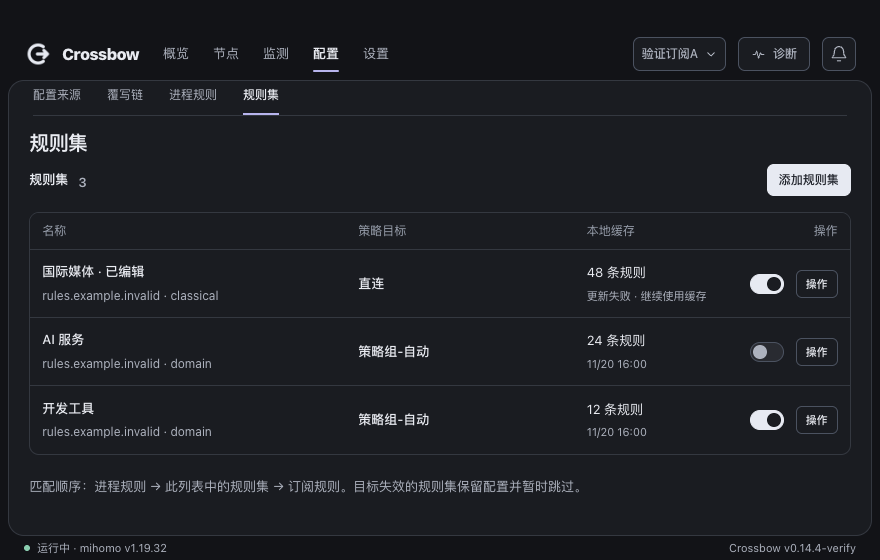 Crossbow 概览 节点 监测 配置 设置 验证订阅A 诊断
配置来源 覆写链 进程规则 规则集
规则集
规则集 3 添加规则集
名称 策略目标 本地缓存 操作
国际媒体 · 已编辑 直连 48 条规则 操作
rules.example.invalid · classical 更新失败 · 继续使用缓存
AI 服务 策略组-自动 24 条规则 操作
rules.example.invalid · domain 11/20 16:00
开发工具 策略组-自动 12 条规则 操作
rules.example.invalid · domain 11/20 16:00
匹配顺序：进程规则 → 此列表中的规则集 → 订阅规则。目标失效的规则集保留配置并暂时跳过。
运行中 · mihomo v1.19.32 Crossbow v0.14.4-verify